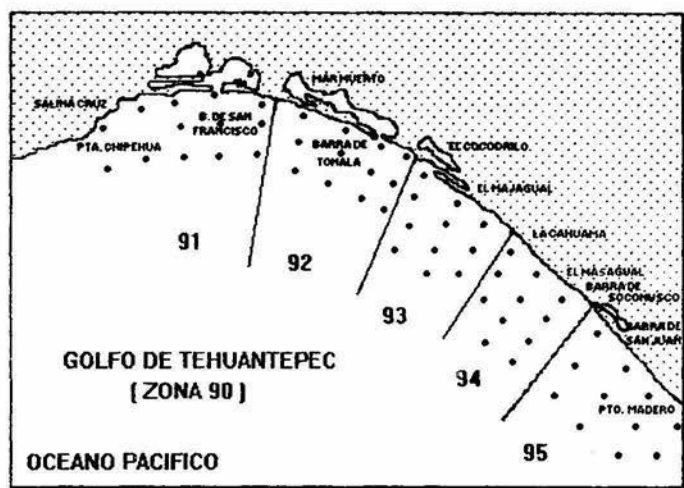 MAR MUERTO
SALINA CRUZ
B. DE SAN
FRANCISCO
PTA. CHIPEHUA
BARRA DE
TONALA
EL COCODRILO
EL MAJAGUAL
LA CAHUAMA
EL MASAGUAL
BARRA DE
SOCONUSCO
BARRA DE
SAN JUAN
PTO. MADERO
91
92
93
94
95
GOLFO DE TEHUANTEPEC
( ZONA 90 )
OCEANO PACIFICO